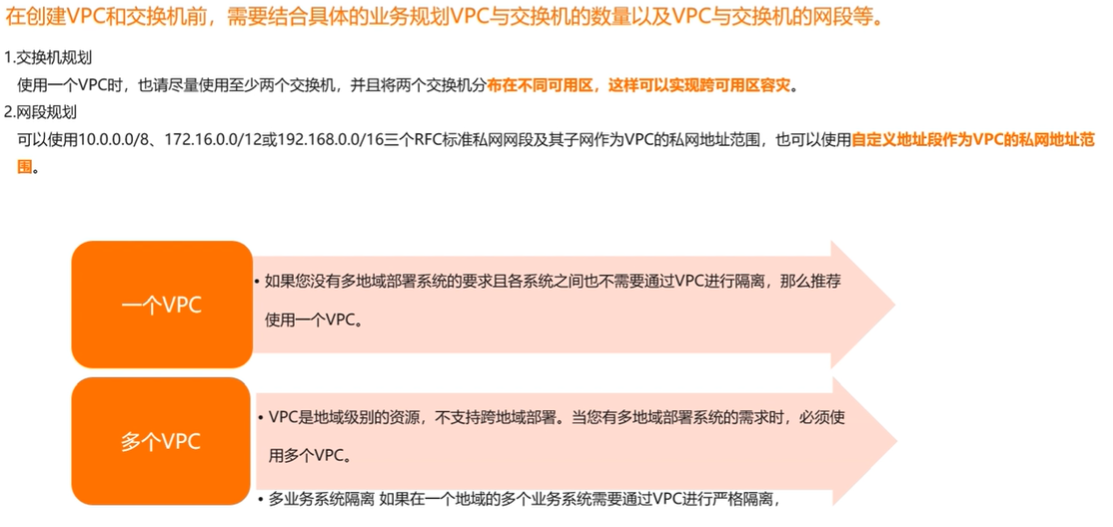 在创建VPC和交换机前，需要结合具体的业务规划VPC与交换机的数量以及VPC与交换机的网段等。
1.交换机规划
使用一个VPC时，也请尽量使用至少两个交换机，并且将两个交换机分布在不同可用区，这样可以实现跨可用区容灾。
2.网段规划
可以使用10.0.0.0/8、172.16.0.0/12或192.168.0.0/16三个RFC标准私网网段及其子网作为VPC的私网地址范围，也可以使用自定义地址段作为VPC的私网地址范
围。
一个VPC
• 如果您没有多地域部署系统的要求且各系统之间也不需要通过VPC进行隔离，那么推荐
使用一个VPC。
多个VPC
• VPC是地域级别的资源，不支持跨地域部署。当您有多地域部署系统的需求时，必须使
用多个VPC。
• 多业务系统隔离 如果在一个地域的多个业务系统需要通过VPC进行严格隔离，